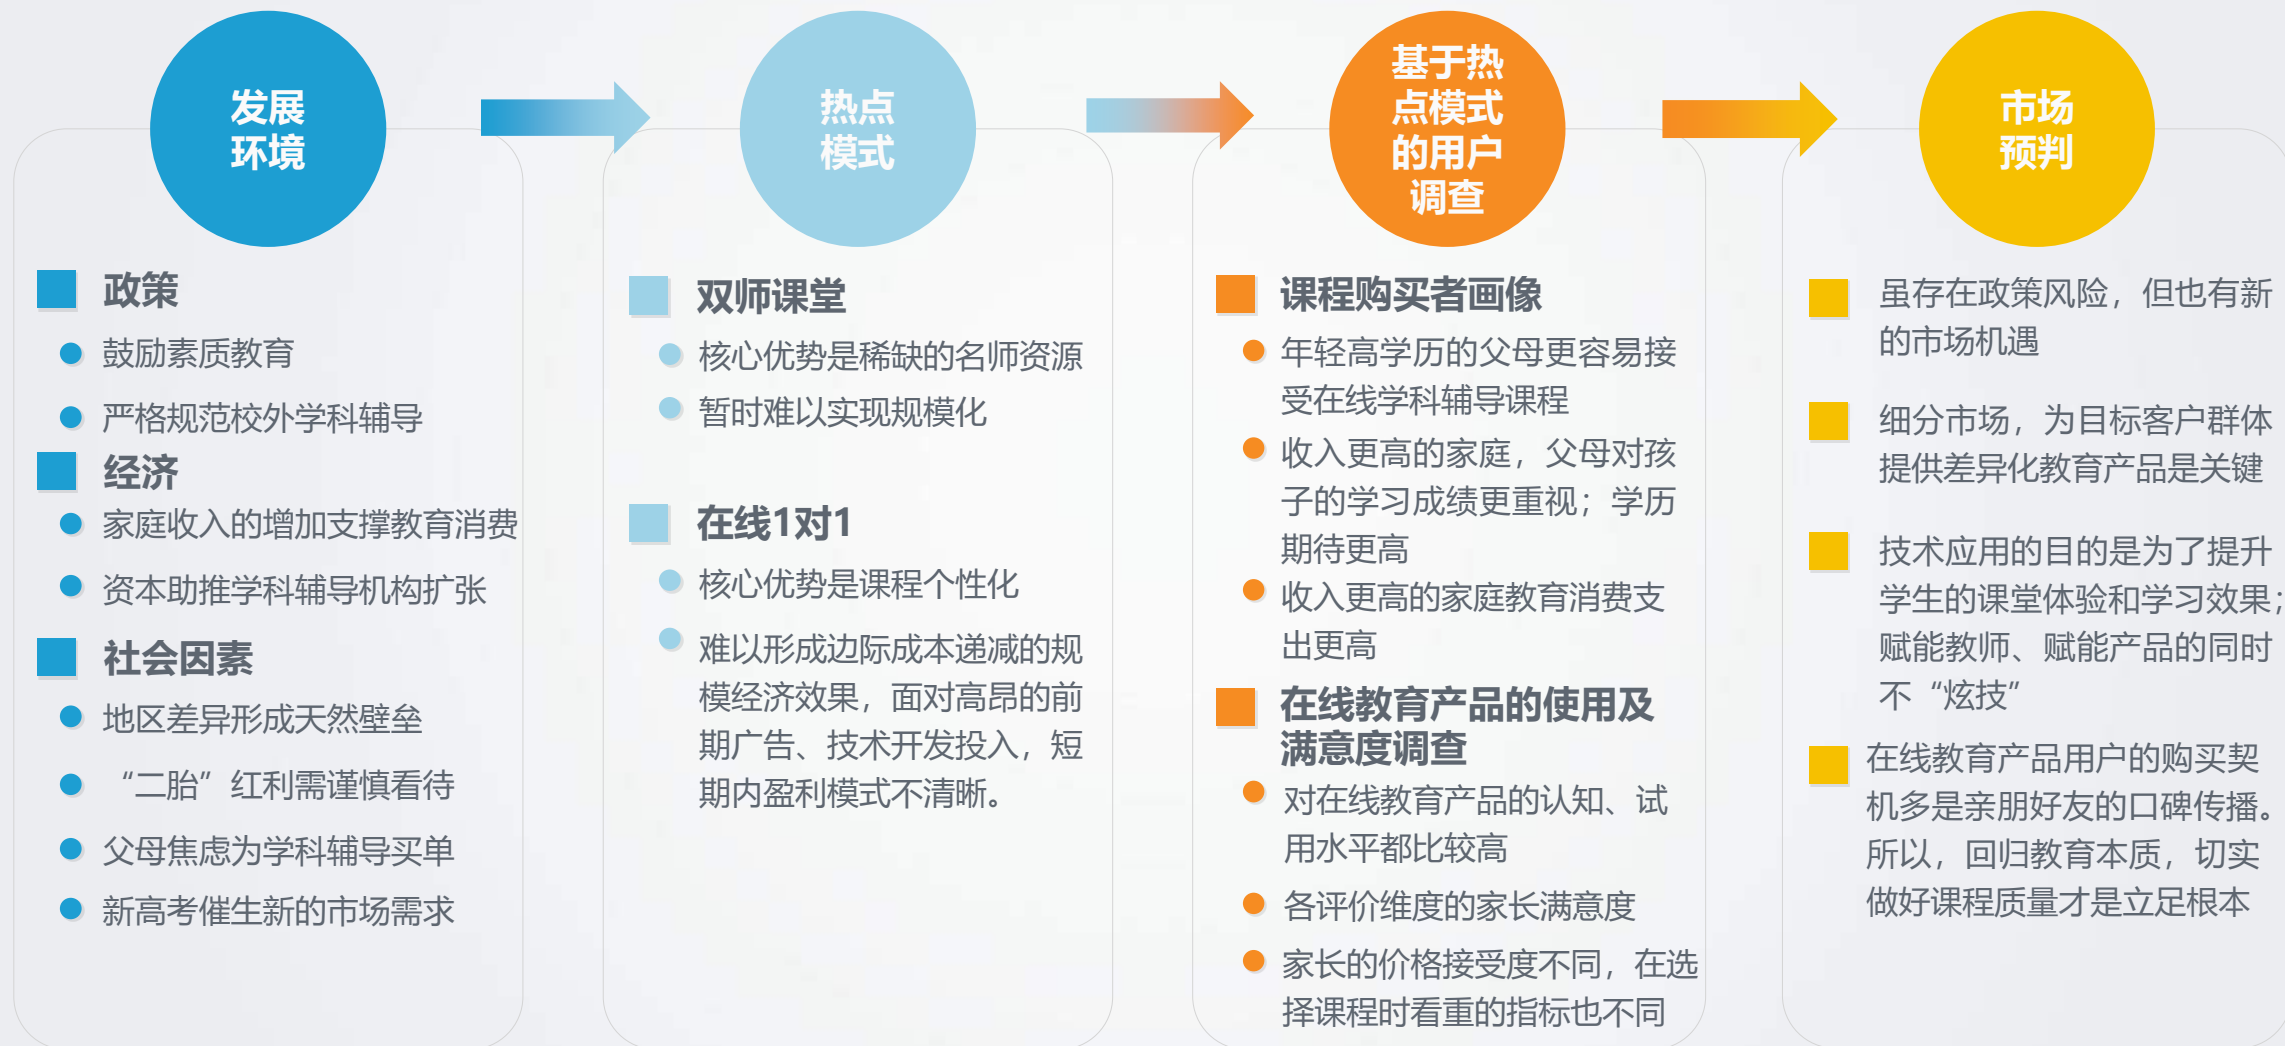 发展
环境
政策
鼓励素质教育
严格规范校外学科辅导
经济
家庭收入的增加支撑教育消费
资本助推学科辅导机构扩张
社会因素
地区差异形成天然壁垒
“二胎”红利需谨慎看待
父母焦虑为学科辅导买单
新高考催生新的市场需求
热点
模式
双师课堂
核心优势是稀缺的名师资源
暂时难以实现规模化
在线1对1
核心优势是课程个性化
难以形成边际成本递减的规
模经济效果，面对高昂的前
期广告、技术开发投入，短
期内盈利模式不清晰。
基于热
点模式
的用户
调查
课程购买者画像
年轻高学历的父母更容易接
受在线学科辅导课程
收入更高的家庭，父母对孩
子的学习成绩更重视；学历
期待更高
收入更高的家庭教育消费支
出更高
在线教育产品的使用及
满意度调查
对在线教育产品的认知、试
用水平都比较高
各评价维度的家长满意度
家长的价格接受度不同，在选
择课程时看重的指标也不同
市场
预判
虽存在政策风险，但也有新
的市场机遇
细分市场，为目标客户群体
提供差异化教育产品是关键
技术应用的目的是为了提升
学生的课堂体验和学习效果；
赋能教师、赋能产品的同时
不“炫技”
在线教育产品用户的购买契
机多是亲朋好友的口碑传播。
所以，回归教育本质，切实
做好课程质量才是立足根本